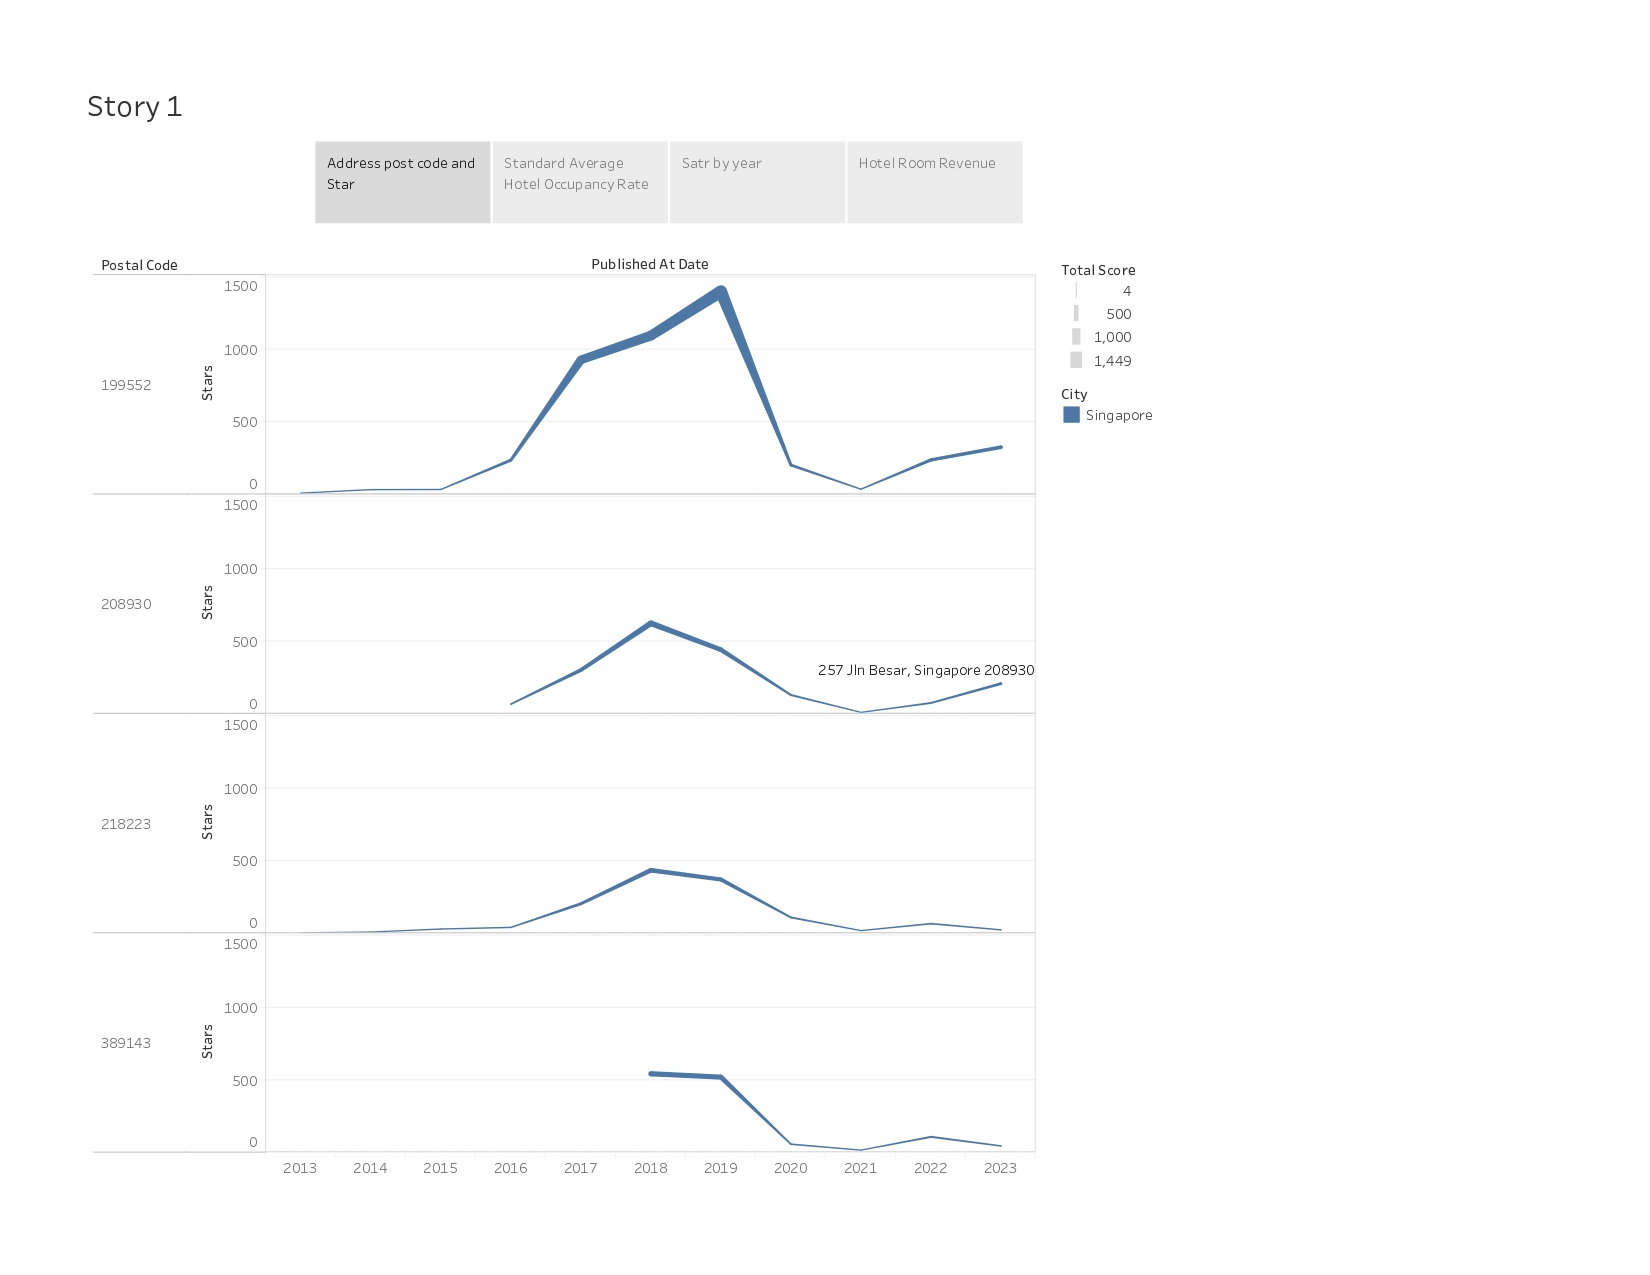 Story 1
Address post code and
Star
Standard Average
Hotel Occupancy Rate
Satr by year
Hotel Room Revenue
Postal Code
Published At Date
199552
Stars
1500
1000
500
0
208930
Stars
1500
1000
500
0
257 Jln Besar, Singapore 208930
218223
Stars
1500
1000
500
0
389143
Stars
1500
1000
500
0
2013 2014 2015 2016 2017 2018 2019 2020 2021 2022 2023
Total Score
4
500
1,000
1,449
City
Singapore